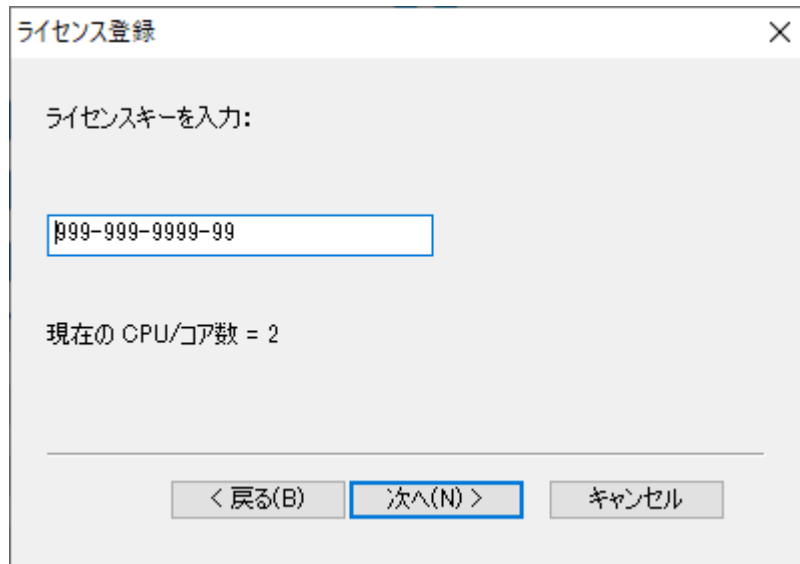 ライセンス登録
ライセンスキーを入力:
999-999-9999-99
現在の CPU/コア数 = 2
< 戻る(B)
次へ(N) >
キャンセル